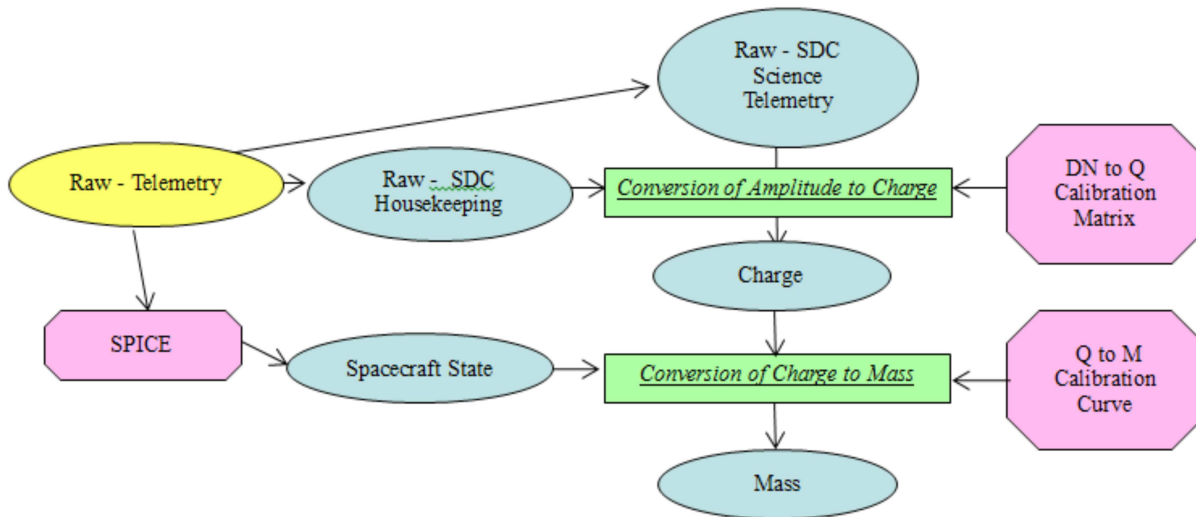 Raw - SDC
Science
Telemetry
Raw - Telemetry
Raw - SDC
Housekeeping
Conversion of Amplitude to Charge
DN to Q
Calibration
Matrix
Charge
SPICE
Spacecraft State
Conversion of Charge to Mass
Q to M
Calibration
Curve
Mass